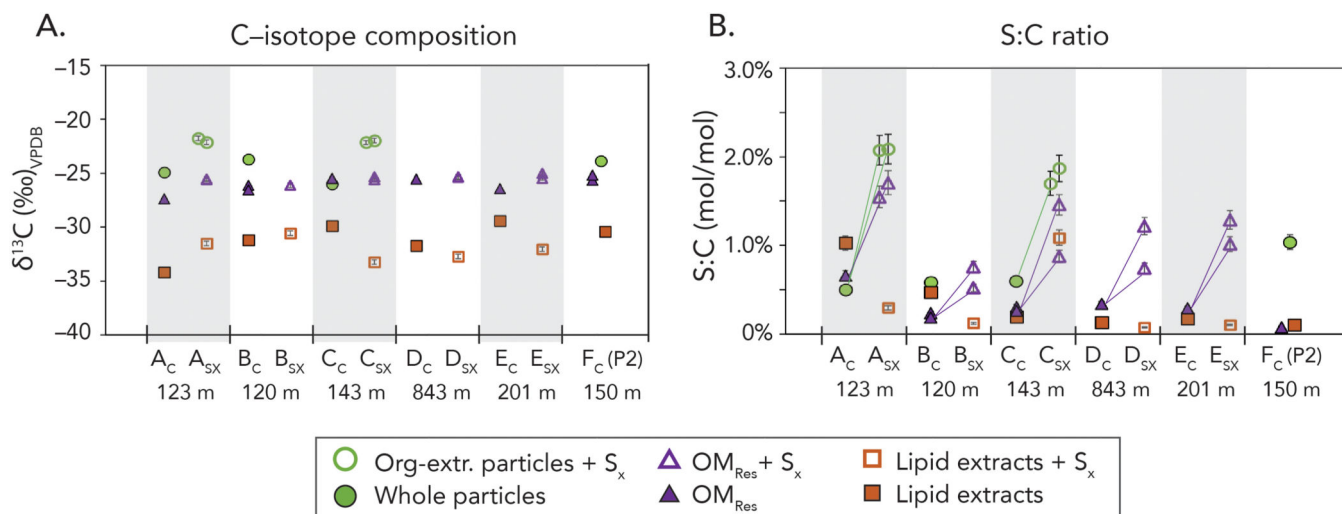 A.
C–isotope composition
δ¹³C (‰)VPDB
–15
–20
–25
–30
–35
–40
AC ASX BC BSX CC CSX DC DSX EC ESX FC (P2)
123 m 120 m 143 m 843 m 201 m 150 m
B.
S:C ratio
S:C (mol/mol)
3.0%
2.0%
1.0%
0%
AC ASX BC BSX CC CSX DC DSX EC ESX FC (P2)
123 m 120 m 143 m 843 m 201 m 150 m
Org-extr. particles + Sx
OMRes + Sx
Lipid extracts + Sx
Whole particles
OMRes
Lipid extracts